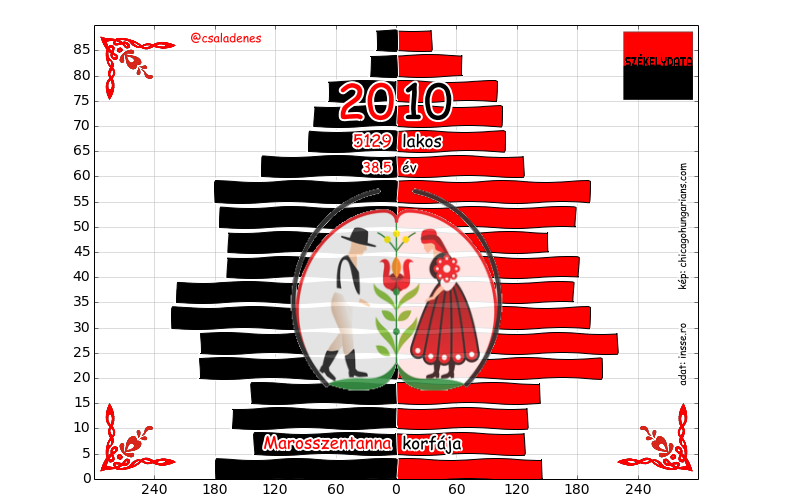 @csaladenes
SZÉKELYDATA
2010
5129 lakos
38.5 év
kép: chicagohungarians.com
adat: insse.ro
Marosszentanna korfája
85
80
75
70
65
60
55
50
45
40
35
30
25
20
15
10
5
0
240 180 120 60 0 60 120 180 240